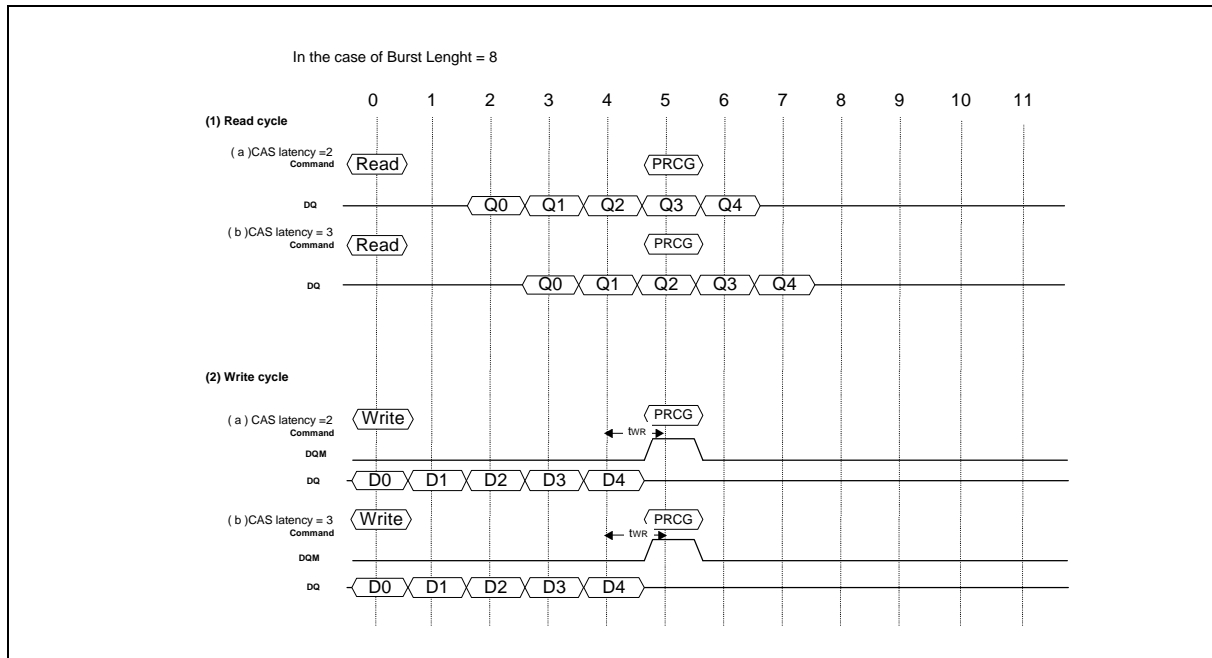 In the case of Burst Lenght = 8
0 1 2 3 4 5 6 7 8 9 10 11
(1) Read cycle
( a )CAS latency =2
Command Read PRCG
DQ Q0 Q1 Q2 Q3 Q4
( b )CAS latency = 3
Command Read PRCG
DQ Q0 Q1 Q2 Q3 Q4
(2) Write cycle
( a ) CAS latency =2
Command Write tWR PRCG
DQM
DQ D0 D1 D2 D3 D4
( b )CAS latency = 3
Command Write tWR PRCG
DQM
DQ D0 D1 D2 D3 D4